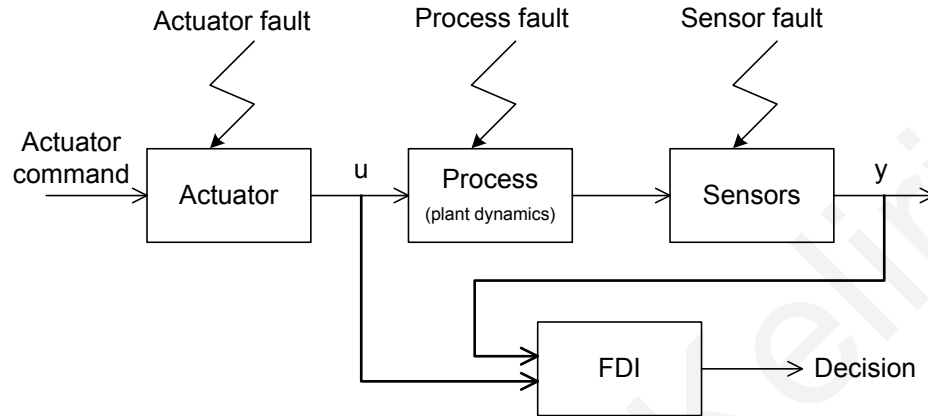 Actuator fault
Process fault
Sensor fault
Actuator
command
Actuator
u
Process
(plant dynamics)
Sensors
y
FDI
Decision